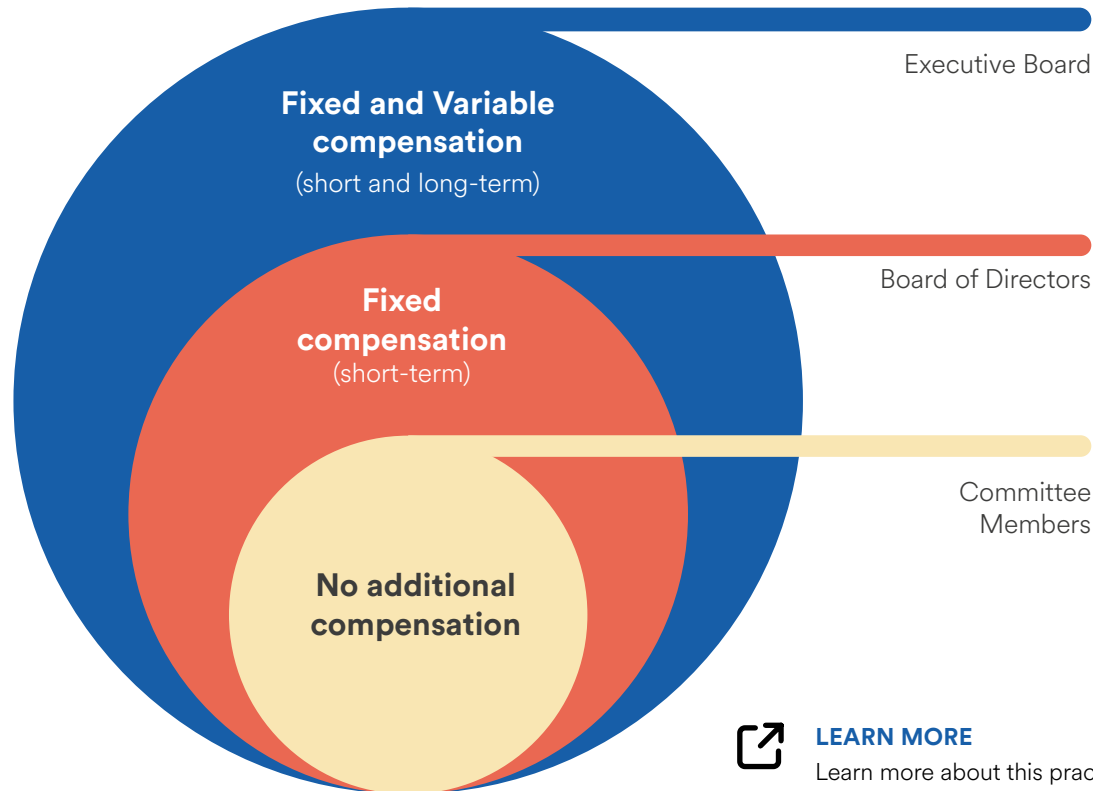 Executive Board
Fixed and Variable
compensation
(short and long-term)
Board of Directors
Fixed
compensation
(short-term)
Committee
Members
No additional
compensation
LEARN MORE
Learn more about this prac